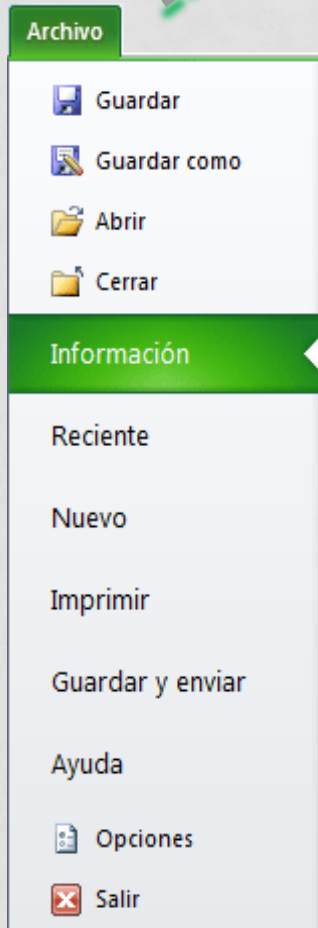 Archivo
Guardar
Guardar como
Abrir
Cerrar
Información
Reciente
Nuevo
Imprimir
Guardar y enviar
Ayuda
Opciones
Salir